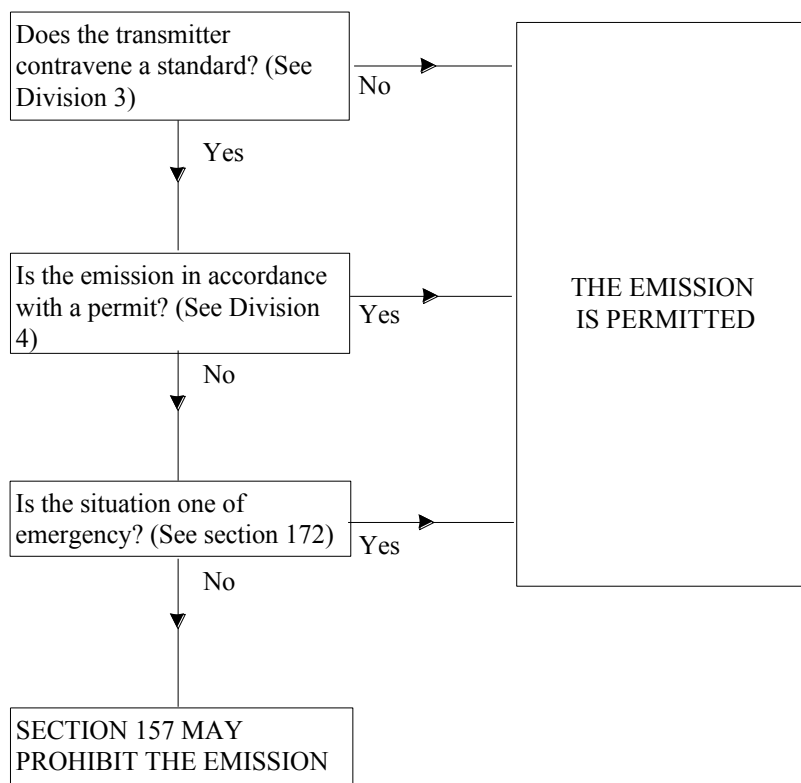 Does the transmitter
contravene a standard? (See
Division 3)
No
Yes
Is the emission in accordance
with a permit? (See Division
4)
Yes
No
THE EMISSION
IS PERMITTED
Is the situation one of
emergency? (See section 172)
Yes
No
SECTION 157 MAY
PROHIBIT THE EMISSION